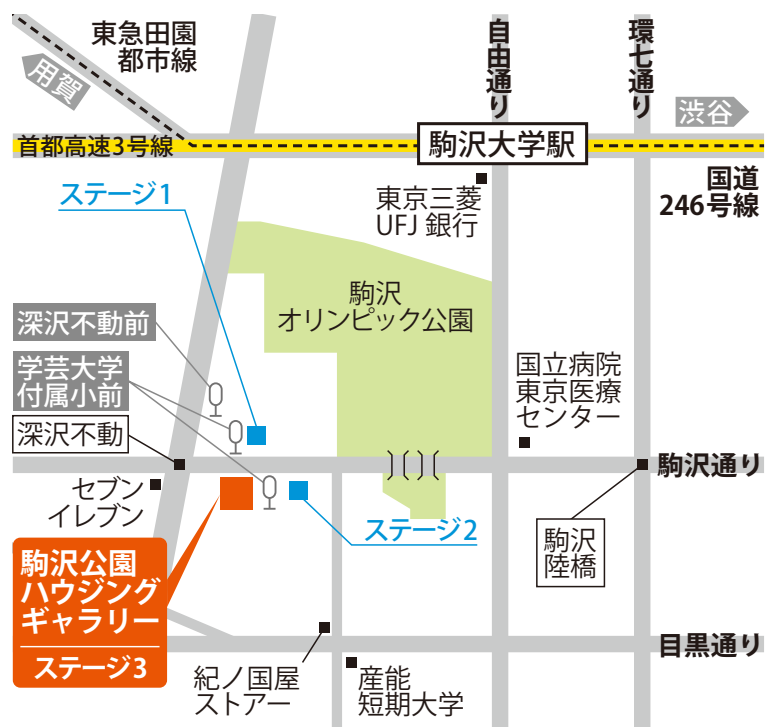 東急田園
都市線
用賀
自由通り
環七通り
渋谷
首都高速3号線
駒沢大学駅
国道
246号線
東京三菱
UFJ 銀行
ステージ1
駒沢
オリンピック公園
深沢不動前
学芸大学
付属小前
深沢不動
国立病院
東京医療
センター
駒沢通り
セブン
イレブン
ステージ2
駒沢
陸橋
駒沢公園
ハウジング
ギャラリー
ステージ3
目黒通り
紀ノ国屋
ストアー
産能
短期大学